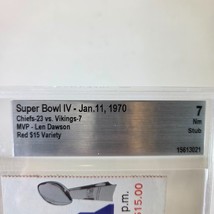 Super Bowl IV - Jan.11, 1970
Chiefs-23 vs. Vikings-7
MVP - Len Dawson
Red $15 Variety
7
Nm
Stub
15613021
p.m.
$15.00